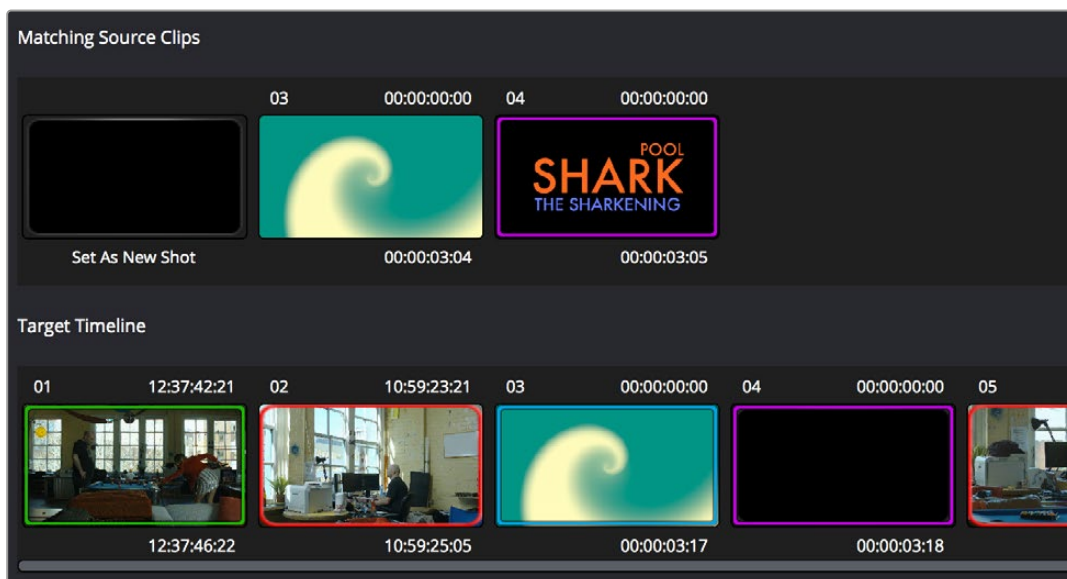 Matching Source Clips
03 00:00:00:00 04 00:00:00:00
POOL
SHARK
THE SHARKENING
Set As New Shot 00:00:03:04 00:00:03:05
Target Timeline
01 12:37:42:21 02 10:59:23:21 03 00:00:00:00 04 00:00:00:00 05
12:37:46:22 10:59:25:05 00:00:03:17 00:00:03:18